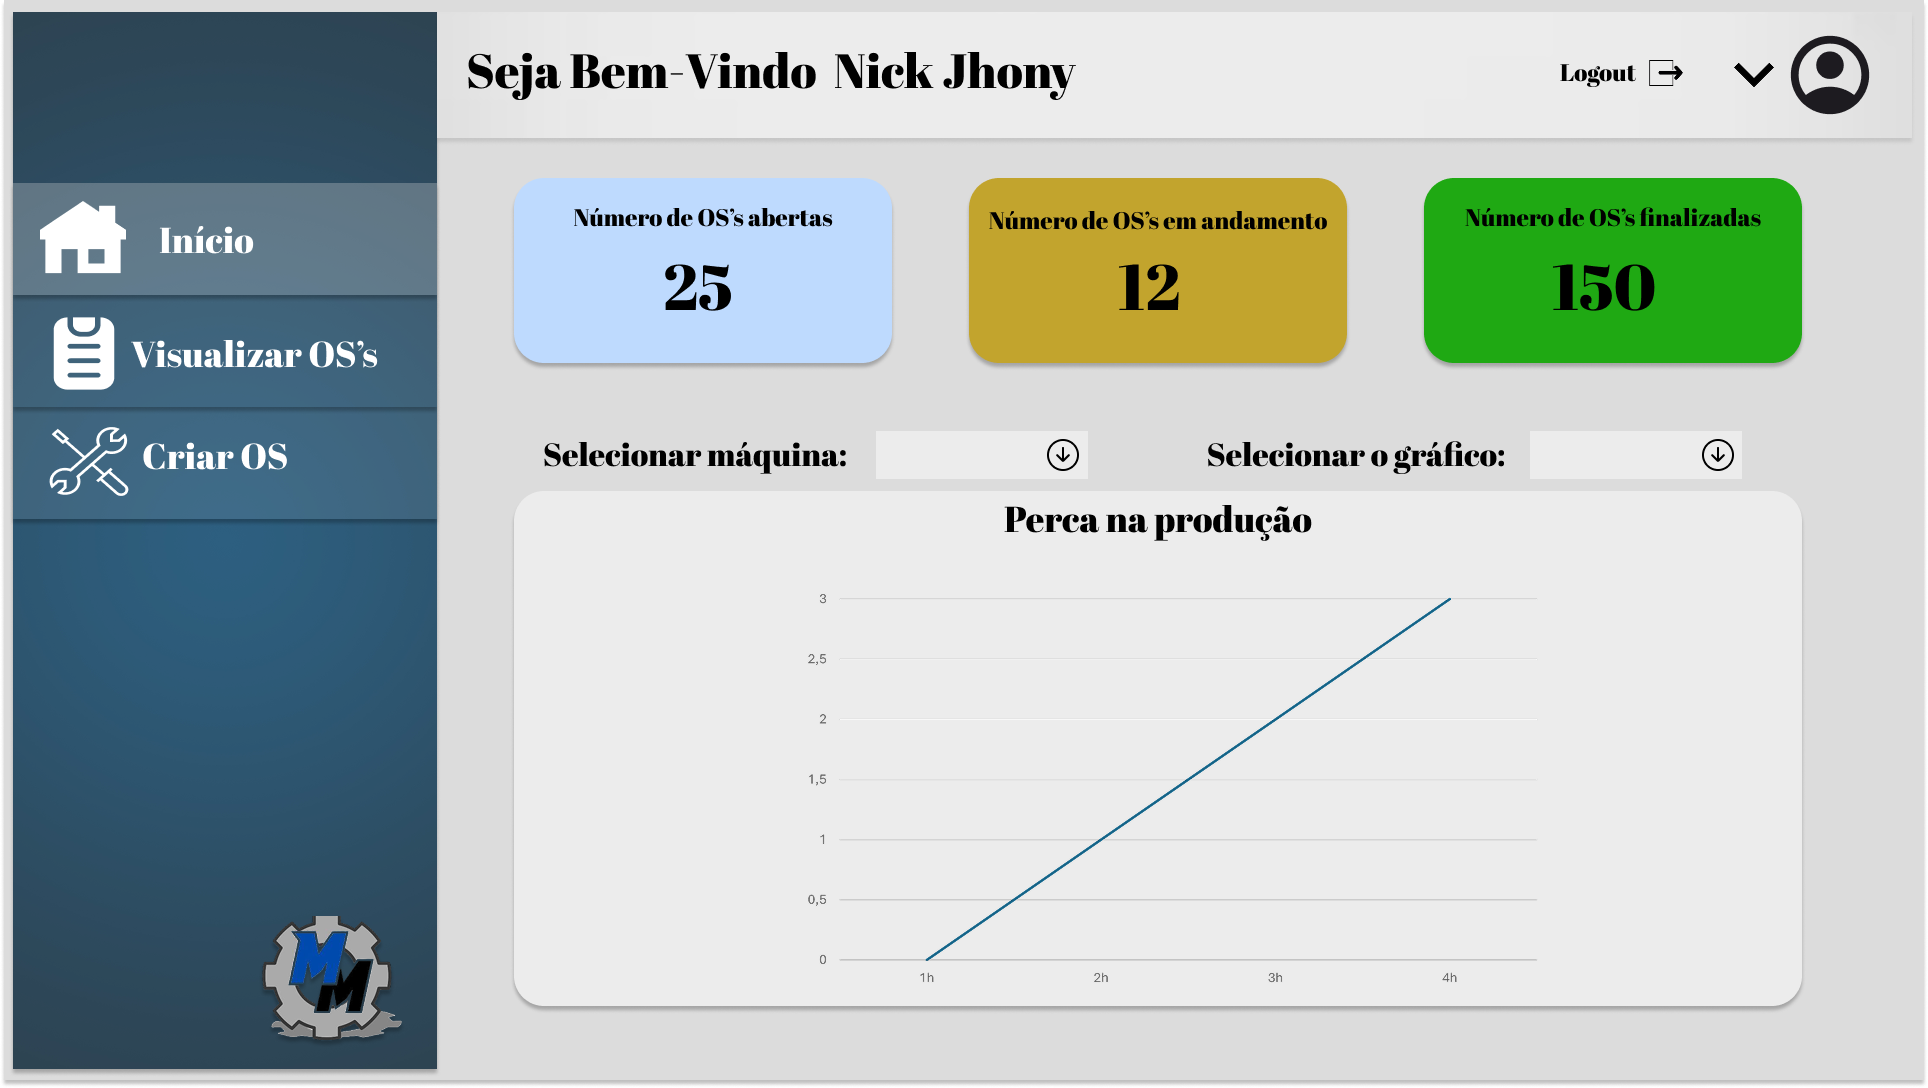 Seja Bem-Vindo Nick Jhony
Logout
Início
Visualizar OS's
Criar OS
Número de OS's abertas
25
Número de OS's em andamento
12
Número de OS's finalizadas
150
Selecionar máquina:
Selecionar o gráfico:
Perca na produção
3
2,5
2
1,5
1
0,5
0
1h 2h 3h 4h
MM